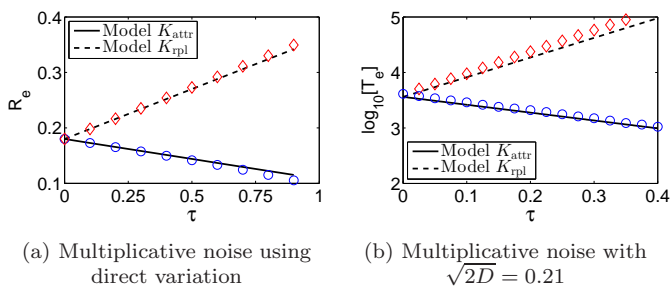 0.4
0.3
0.2
0.1
R_e
Model K_attr
Model K_rpl
0
0.25
0.5
0.75
1
τ
5
4
3
2
log_10[T_e]
Model K_attr
Model K_rpl
0
0.1
0.2
0.3
0.4
τ
(a) Multiplicative noise using
direct variation
(b) Multiplicative noise with
√2D = 0.21